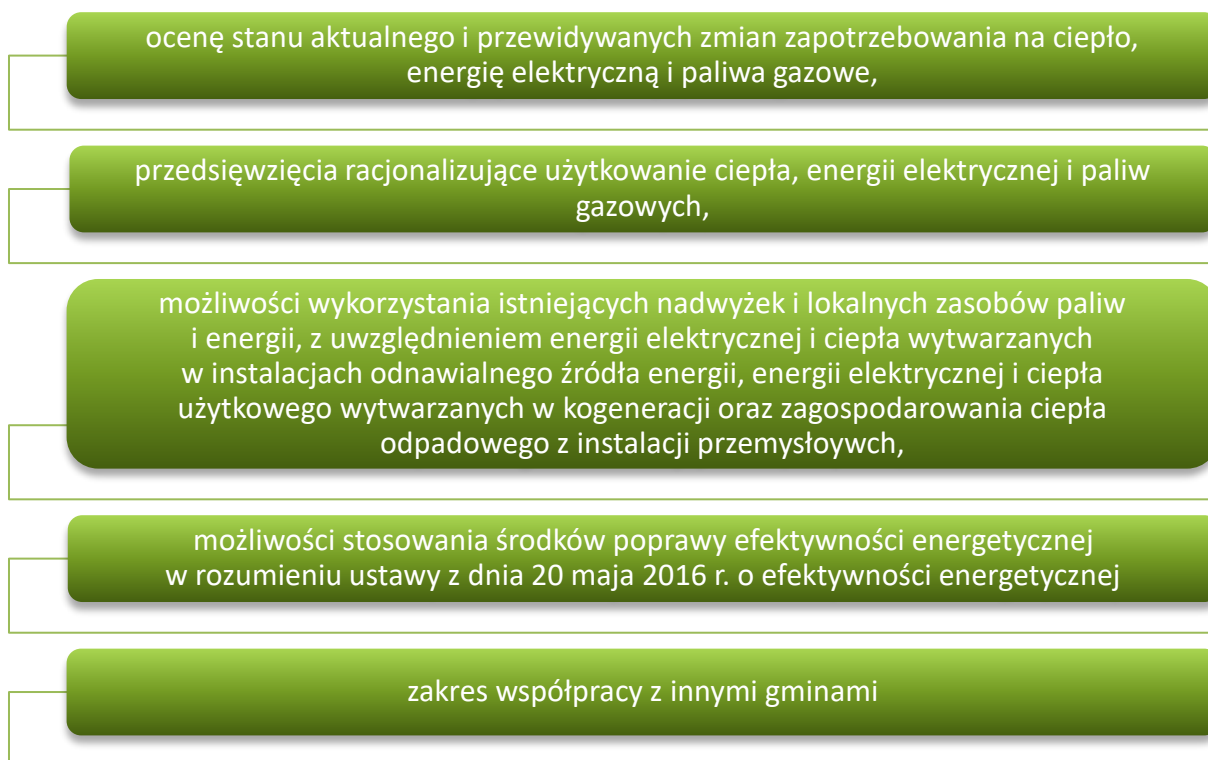 ocenę stanu aktualnego i przewidywanych zmian zapotrzebowania na ciepło,
energię elektryczną i paliwa gazowe,
przedsięwzięcia racjonalizujące użytkowanie ciepła, energii elektrycznej i paliw
gazowych,
możliwości wykorzystania istniejących nadwyżek i lokalnych zasobów paliw
i energii, z uwzględnieniem energii elektrycznej i ciepła wytwarzanych
w instalacjach odnawialnego źródła energii, energii elektrycznej i ciepła
użytkowego wytwarzanych w kogeneracji oraz zagospodarowania ciepła
odpadowego z instalacji przemysłoywch,
możliwości stosowania środków poprawy efektywności energetycznej
w rozumieniu ustawy z dnia 20 maja 2016 r. o efektywności energetycznej
zakres współpracy z innymi gminami